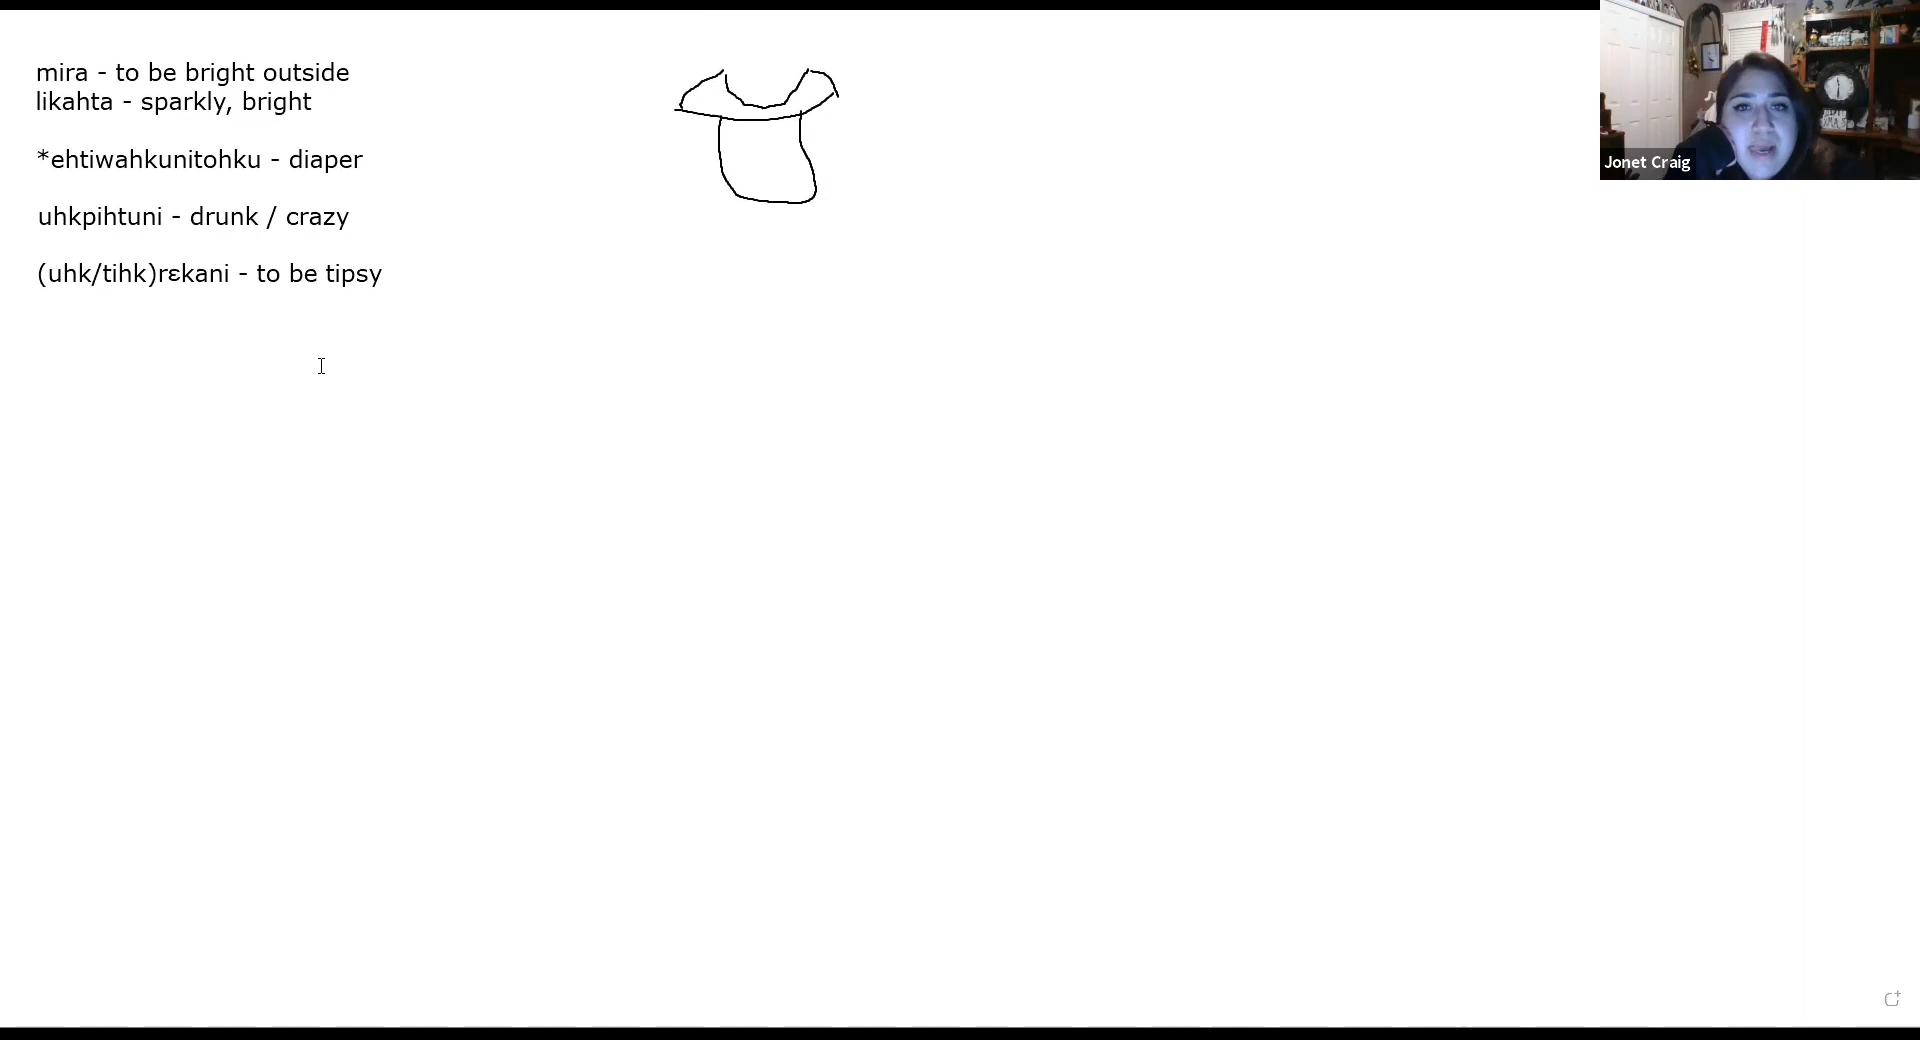 mira - to be bright outside
likahta - sparkly, bright
*ehtiwahkunitohku - diaper
uhkpihtuni - drunk / crazy
(uhk/tihk)rɛkani - to be tipsy
Jonet Craig